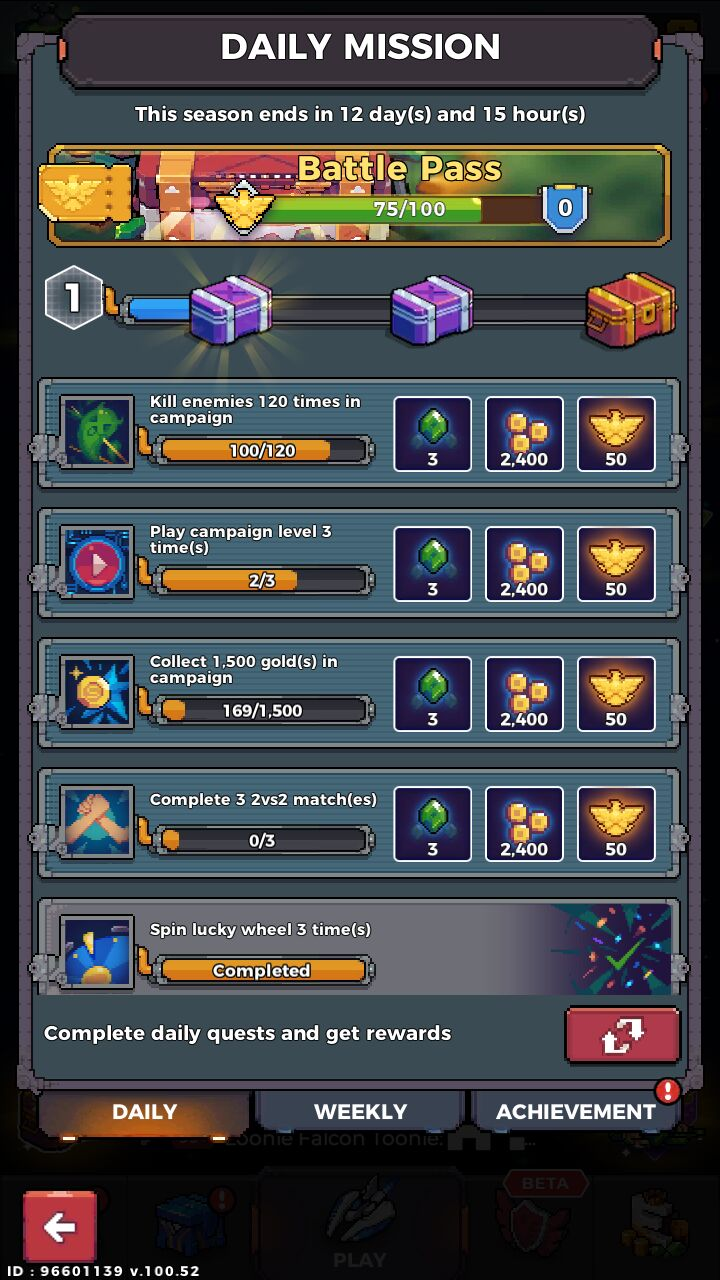 DAILY MISSION
This season ends in 12 day(s) and 15 hour(s)
Battle Pass
75/100
0
1
Kill enemies 120 times in
campaign
100/120
3
2,400
50
Play campaign level 3
time(s)
2/3
3
2,400
50
Collect 1,500 gold(s) in
campaign
169/1,500
3
2,400
50
Complete 3 2vs2 match(es)
0/3
3
2,400
50
Spin lucky wheel 3 time(s)
Completed
Complete daily quests and get rewards
DAILY
WEEKLY
ACHIEVEMENT
!
Loonie Falcon Toonie:
...
!
BETA
PLAY
ID : 96601139 v.100.52